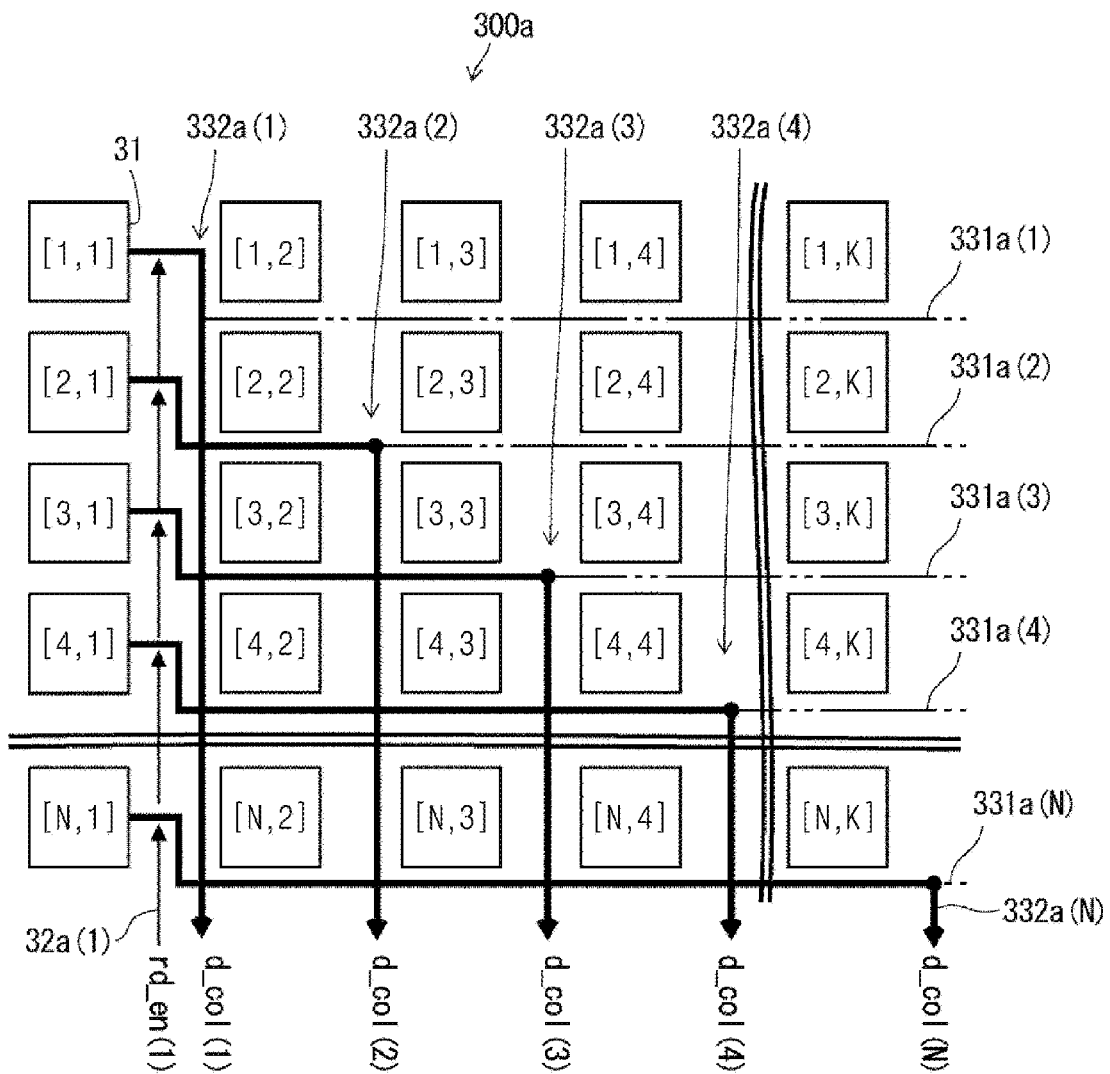 300a
332a(1) 332a(2) 332a(3) 332a(4)
31
[1,1] [1,2] [1,3] [1,4] [1,K] 331a(1)
[2,1] [2,2] [2,3] [2,4] [2,K] 331a(2)
[3,1] [3,2] [3,3] [3,4] [3,K] 331a(3)
[4,1] [4,2] [4,3] [4,4] [4,K] 331a(4)
[N,1] [N,2] [N,3] [N,4] [N,K] 331a(N)
32a(1) 332a(N)
rd_en(1) d_col(1) d_col(2) d_col(3) d_col(4) d_col(N)